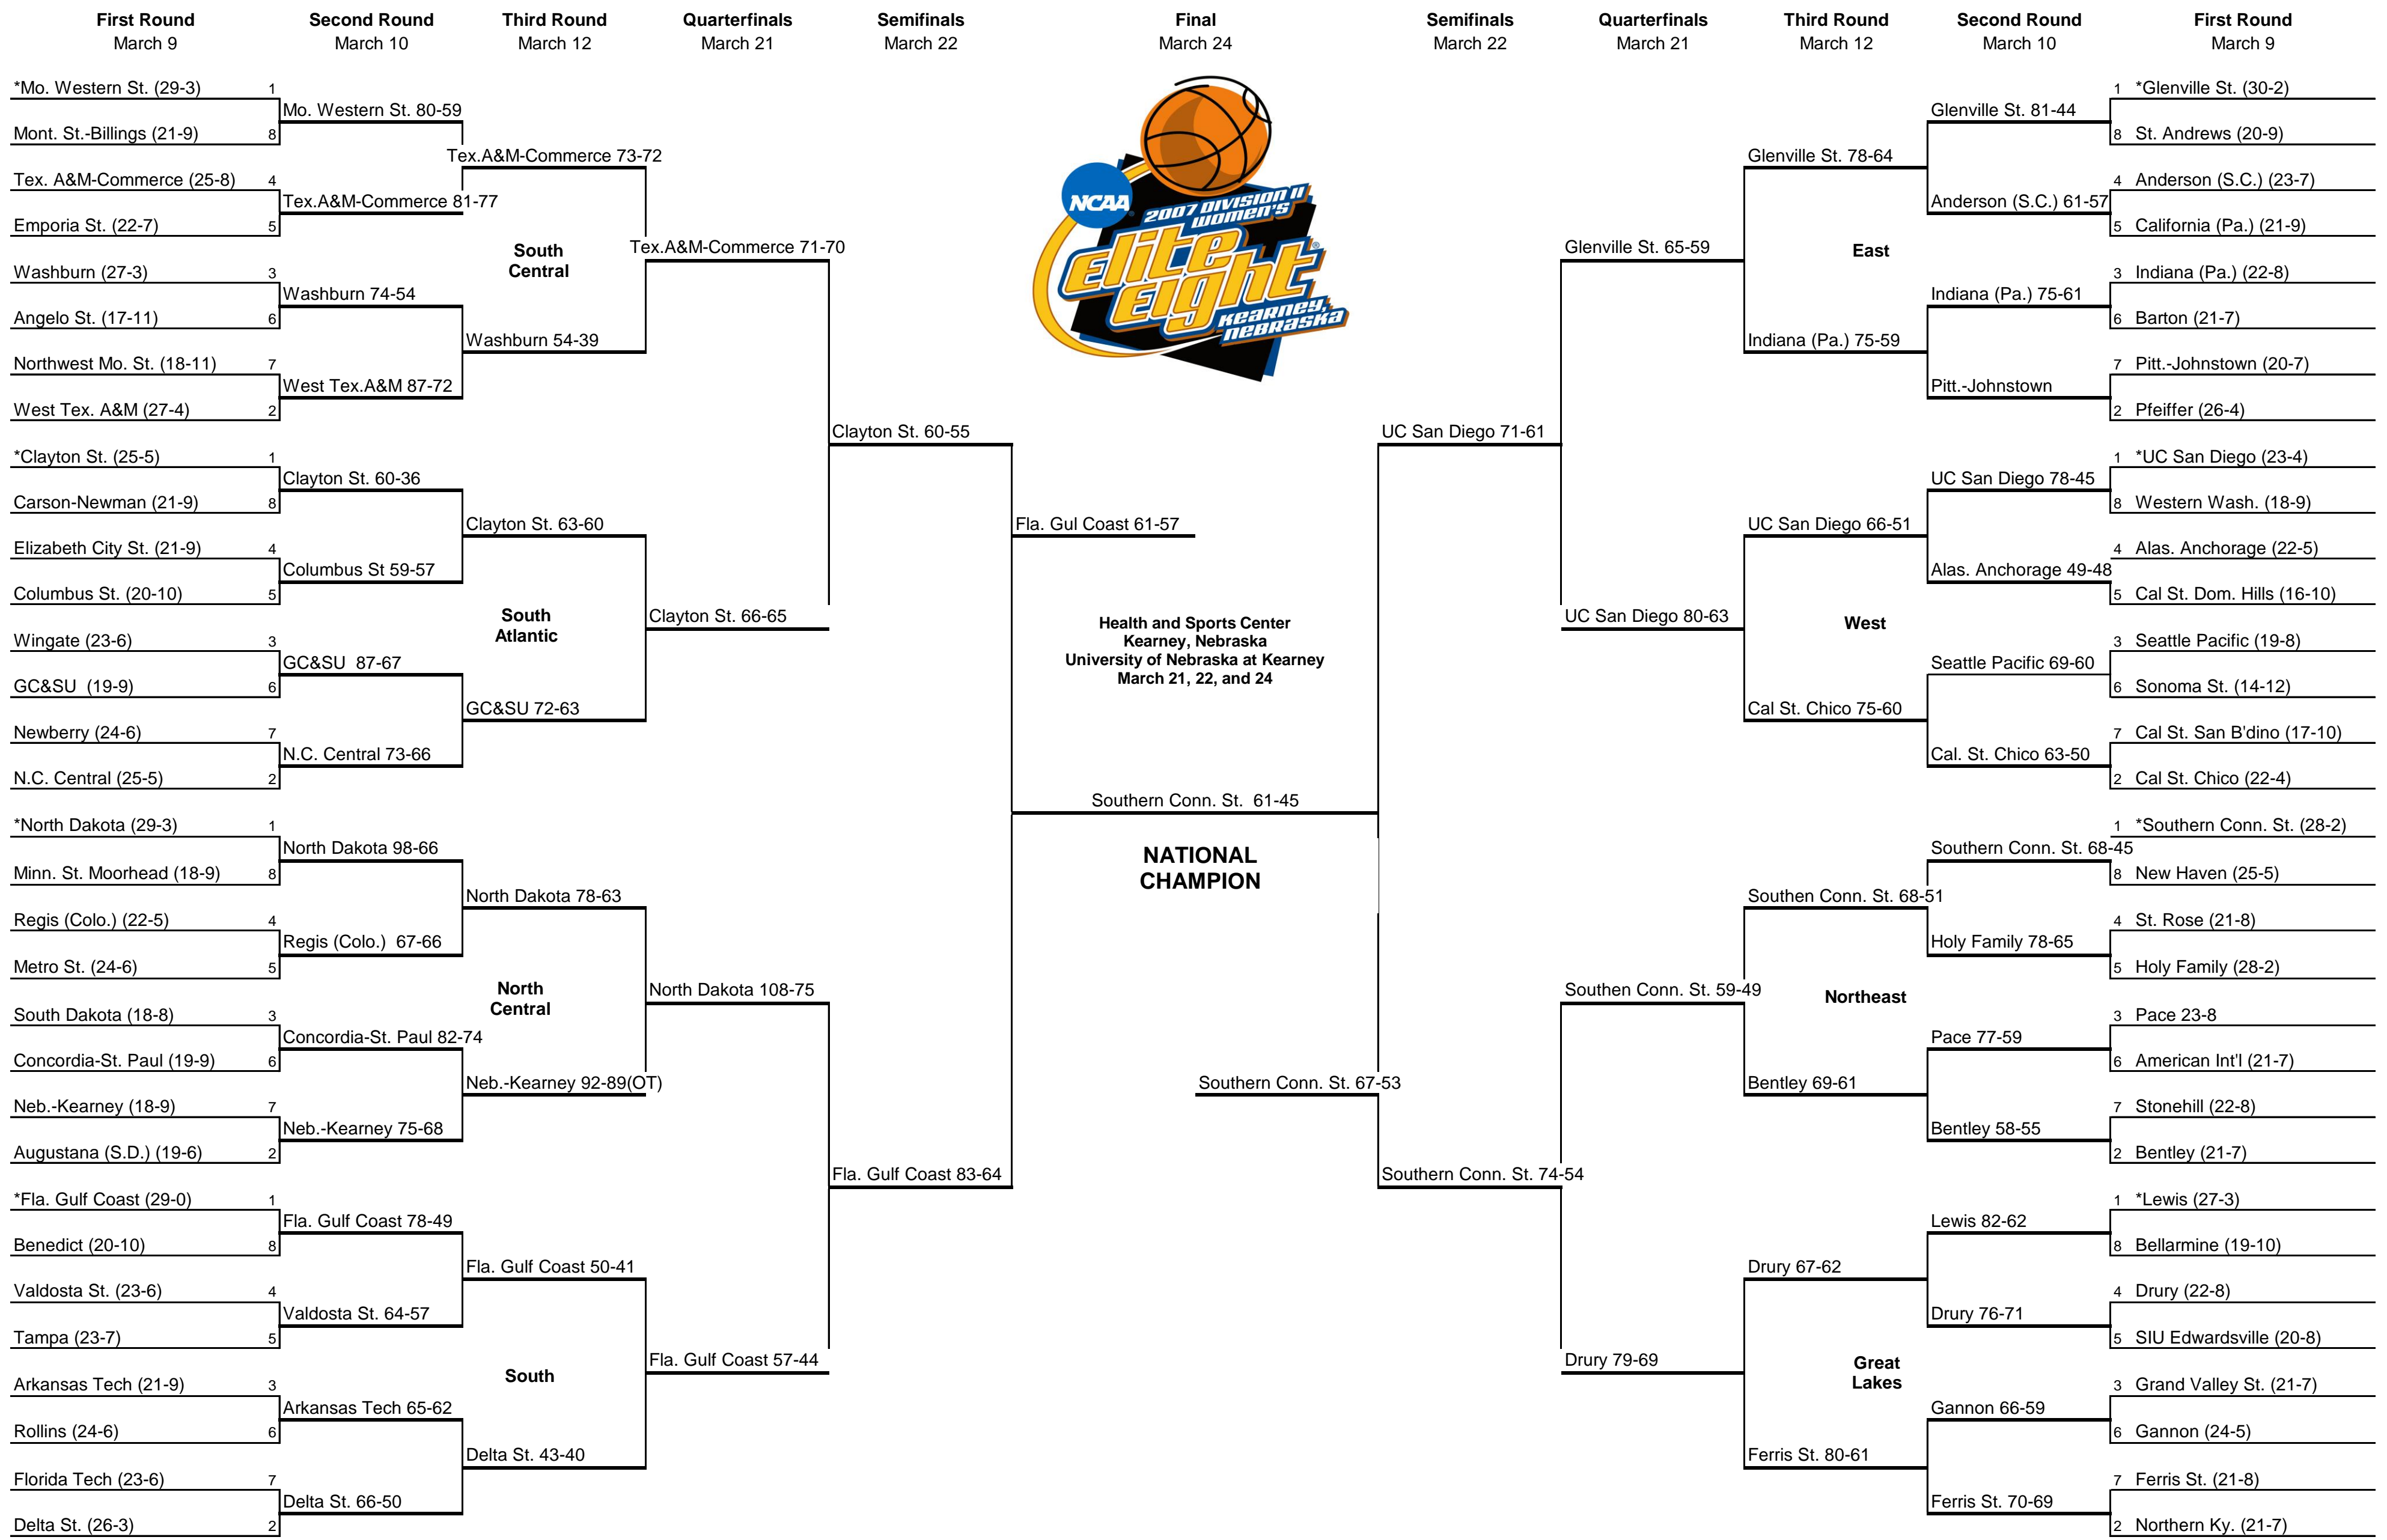 First Round
March 9
Second Round
March 10
Third Round
March 12
Quarterfinals
March 21
Semifinals
March 22
Final
March 24
Semifinals
March 22
Quarterfinals
March 21
Third Round
March 12
Second Round
March 10
First Round
March 9
*Mo. Western St. (29-3) 1
Mont. St.-Billings (21-9) 8
Tex. A&M-Commerce (25-8) 4
Emporia St. (22-7) 5
Washburn (27-3) 3
Angelo St. (17-11) 6
Northwest Mo. St. (18-11) 7
West Tex. A&M (27-4) 2
*Clayton St. (25-5) 1
Carson-Newman (21-9) 8
Elizabeth City St. (21-9) 4
Columbus St. (20-10) 5
Wingate (23-6) 3
GC&SU (19-9) 6
Newberry (24-6) 7
N.C. Central (25-5) 2
*North Dakota (29-3) 1
Minn. St. Moorhead (18-9) 8
Regis (Colo.) (22-5) 4
Metro St. (24-6) 5
South Dakota (18-8) 3
Concordia-St. Paul (19-9) 6
Neb.-Kearney (18-9) 7
Augustana (S.D.) (19-6) 2
*Fla. Gulf Coast (29-0) 1
Benedict (20-10) 8
Valdosta St. (23-6) 4
Tampa (23-7) 5
Arkansas Tech (21-9) 3
Rollins (24-6) 6
Florida Tech (23-6) 7
Delta St. (26-3) 2
Mo. Western St. 80-59
Tex.A&M-Commerce 81-77
Washburn 74-54
West Tex.A&M 87-72
Clayton St. 60-36
Columbus St 59-57
GC&SU 87-67
N.C. Central 73-66
North Dakota 98-66
Regis (Colo.) 67-66
Concordia-St. Paul 82-74
Neb.-Kearney 75-68
Fla. Gulf Coast 78-49
Valdosta St. 64-57
Arkansas Tech 65-62
Delta St. 66-50
Tex.A&M-Commerce 73-72
South
Central
Washburn 54-39
Clayton St. 63-60
South
Atlantic
GC&SU 72-63
North Dakota 78-63
North
Central
Neb.-Kearney 92-89(OT)
Fla. Gulf Coast 50-41
South
Delta St. 43-40
Tex.A&M-Commerce 71-70
Clayton St. 66-65
North Dakota 108-75
Fla. Gulf Coast 57-44
Clayton St. 60-55
Fla. Gulf Coast 83-64
NCAA
2007 DIVISION II
WOMEN'S
elite
eight
®
KEARNEY,
NEBRASKA
Fla. Gul Coast 61-57
Health and Sports Center
Kearney, Nebraska
University of Nebraska at Kearney
March 21, 22, and 24
Southern Conn. St. 61-45
NATIONAL
CHAMPION
Southern Conn. St. 67-53
UC San Diego 71-61
Southern Conn. St. 74-54
Glenville St. 65-59
UC San Diego 80-63
Southen Conn. St. 59-49
Drury 79-69
Glenville St. 78-64
East
Indiana (Pa.) 75-59
UC San Diego 66-51
West
Cal St. Chico 75-60
Southen Conn. St. 68-51
Northeast
Bentley 69-61
Drury 67-62
Great
Lakes
Ferris St. 80-61
Glenville St. 81-44
Anderson (S.C.) 61-57
Indiana (Pa.) 75-61
Pitt.-Johnstown
UC San Diego 78-45
Alas. Anchorage 49-48
Seattle Pacific 69-60
Cal. St. Chico 63-50
Southern Conn. St. 68-45
Holy Family 78-65
Pace 77-59
Bentley 58-55
Lewis 82-62
Drury 76-71
Gannon 66-59
Ferris St. 70-69
1 *Glenville St. (30-2)
8 St. Andrews (20-9)
4 Anderson (S.C.) (23-7)
5 California (Pa.) (21-9)
3 Indiana (Pa.) (22-8)
6 Barton (21-7)
7 Pitt.-Johnstown (20-7)
2 Pfeiffer (26-4)
1 *UC San Diego (23-4)
8 Western Wash. (18-9)
4 Alas. Anchorage (22-5)
5 Cal St. Dom. Hills (16-10)
3 Seattle Pacific (19-8)
6 Sonoma St. (14-12)
7 Cal St. San B'dino (17-10)
2 Cal St. Chico (22-4)
1 *Southern Conn. St. (28-2)
8 New Haven (25-5)
4 St. Rose (21-8)
5 Holy Family (28-2)
3 Pace 23-8
6 American Int'l (21-7)
7 Stonehill (22-8)
2 Bentley (21-7)
1 *Lewis (27-3)
8 Bellarmine (19-10)
4 Drury (22-8)
5 SIU Edwardsville (20-8)
3 Grand Valley St. (21-7)
6 Gannon (24-5)
7 Ferris St. (21-8)
2 Northern Ky. (21-7)